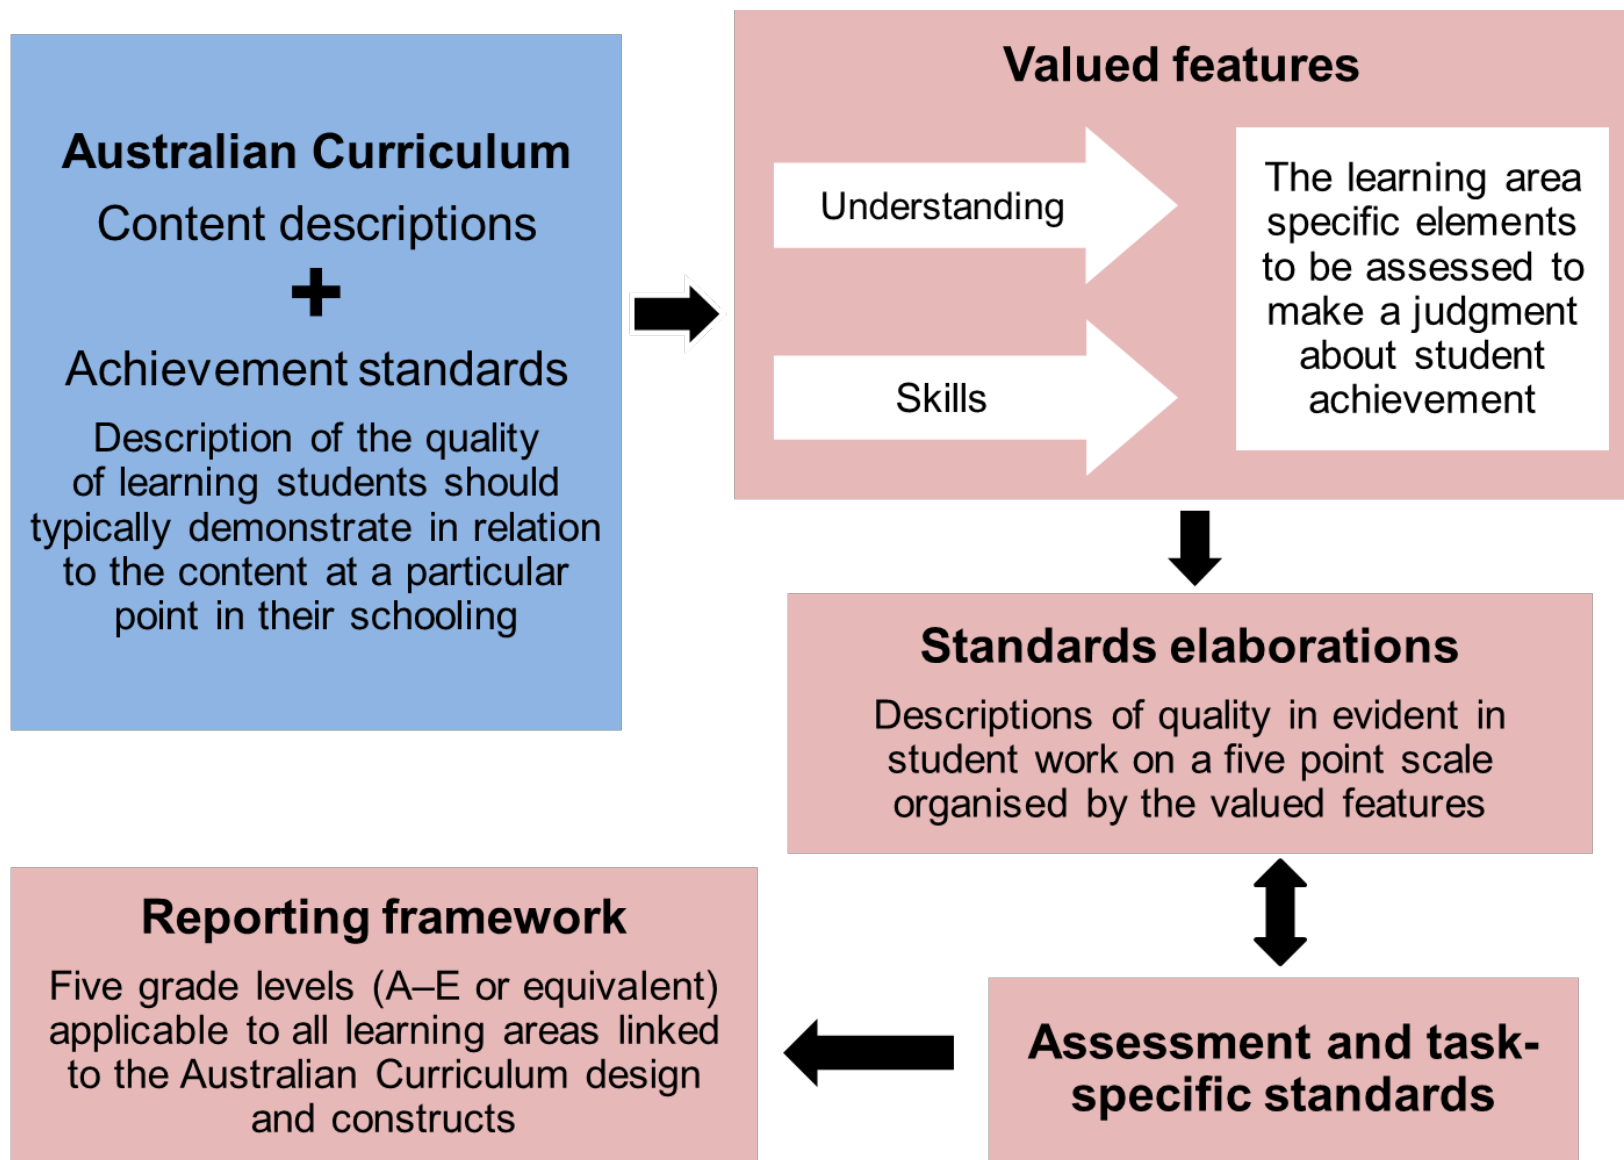 Australian Curriculum
Content descriptions
+
Achievement standards
Description of the quality
of learning students should
typically demonstrate in relation
to the content at a particular
point in their schooling
Valued features
Understanding
Skills
The learning area
specific elements
to be assessed to
make a judgment
about student
achievement
Standards elaborations
Descriptions of quality in evident in
student work on a five point scale
organised by the valued features
Assessment and task-
specific standards
Reporting framework
Five grade levels (A–E or equivalent)
applicable to all learning areas linked
to the Australian Curriculum design
and constructs